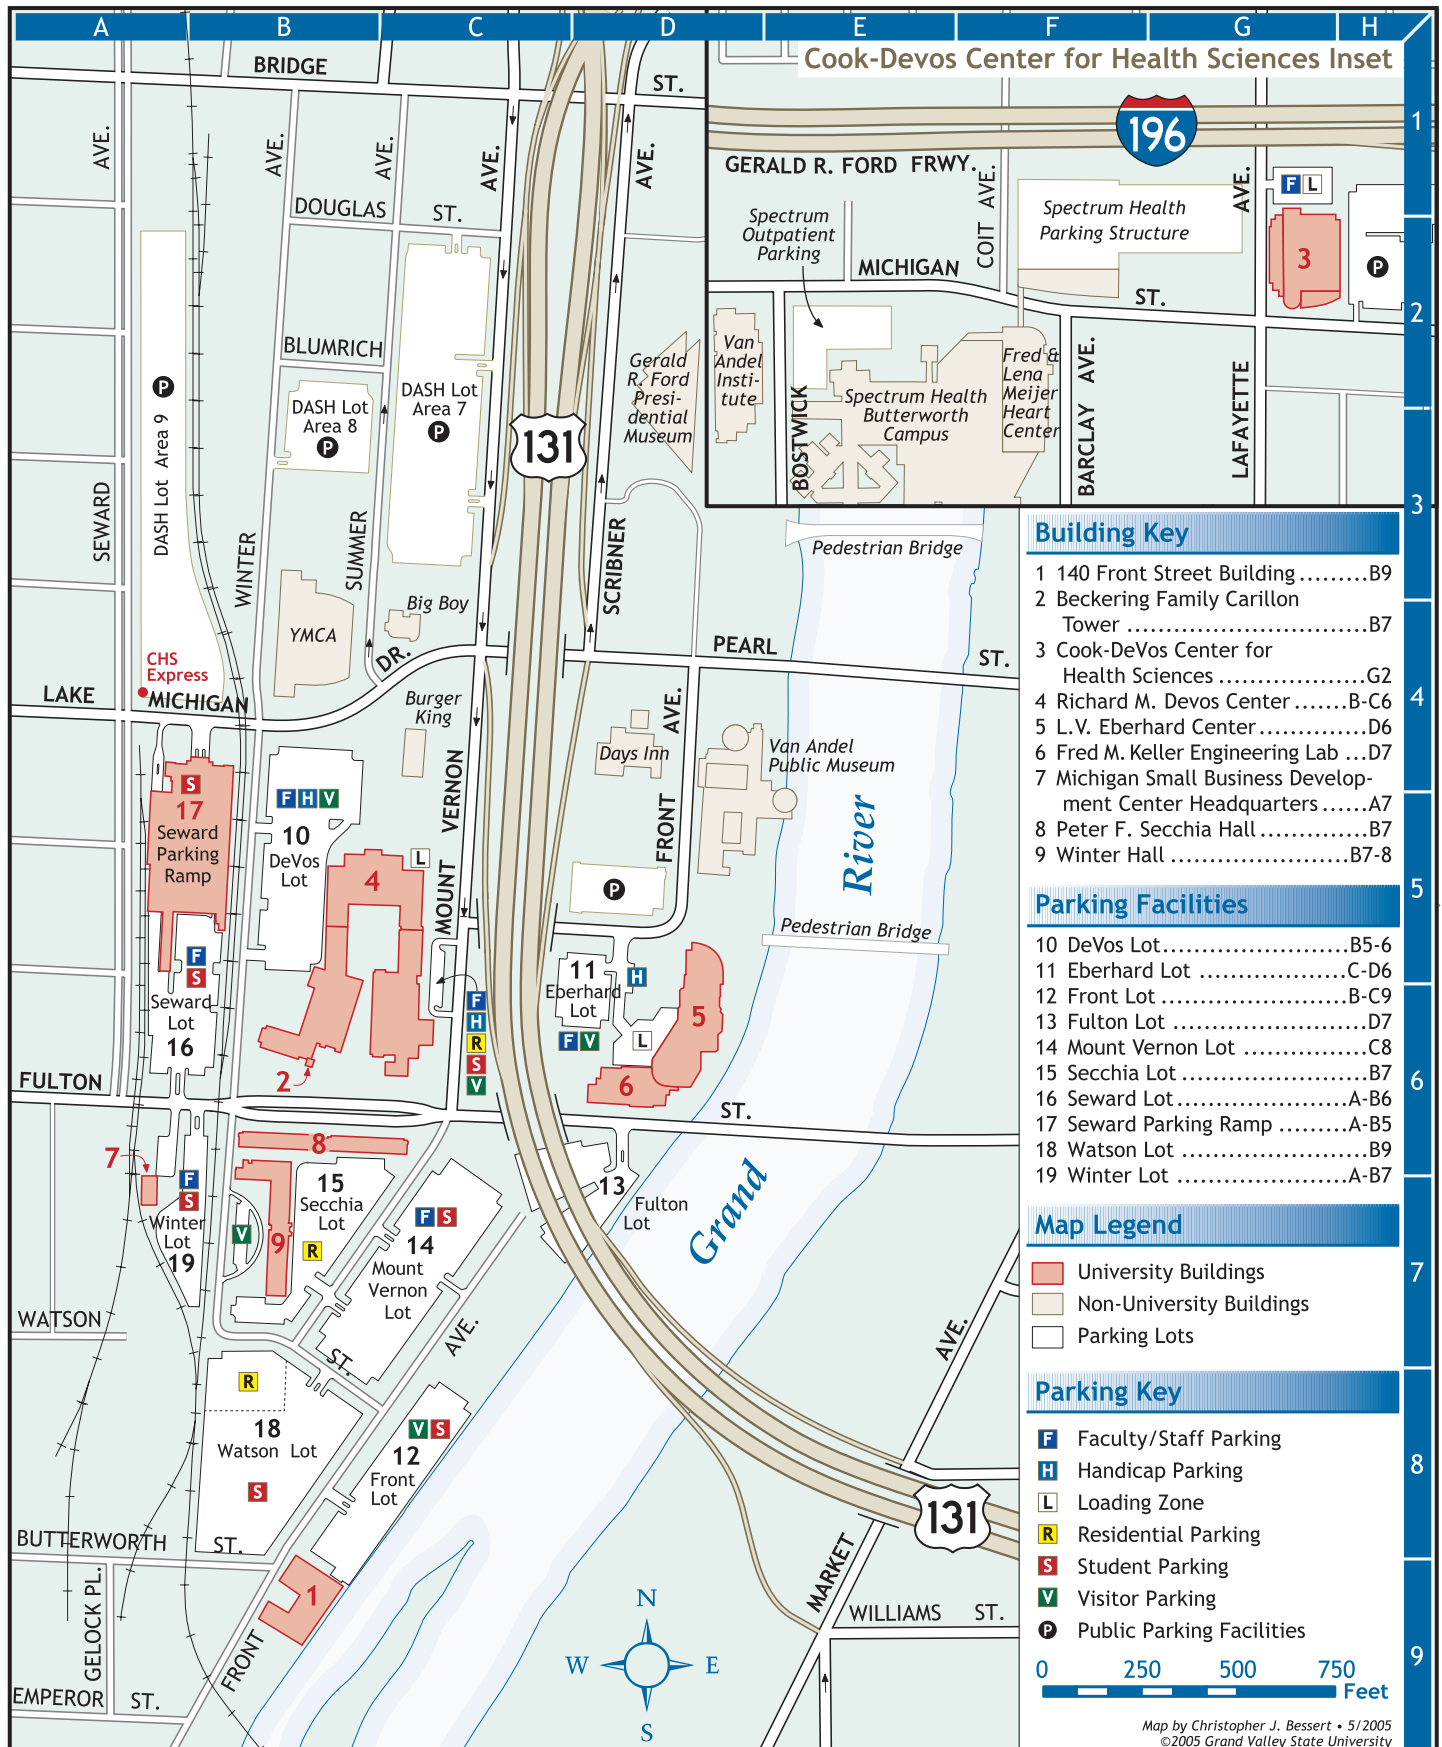 A B C D E F G H
Cook-Devos Center for Health Sciences Inset
1
2
3
4
5
6
7
8
9
BRIDGE ST.
AVE.
AVE.
AVE.
AVE.
AVE.
DOUGLAS ST.
BLUMRICH
SEWARD
WINTER
SUMMER
SCRIBNER
P
DASH Lot Area 9
DASH Lot
Area 8
P
DASH Lot
Area 7
P
131
Gerald
R. Ford
Presi-
dential
Museum
196
GERALD R. FORD FRWY.
COIT AVE.
AVE.
Spectrum
Outpatient
Parking
Spectrum Health
Parking Structure
F L
3
P
MICHIGAN ST.
Van
Andel
Insti-
tute
BOSTWICK
Spectrum Health
Butterworth
Campus
Fred &
Lena
Meijer
Heart
Center
BARCLAY AVE.
LAFAYETTE
Pedestrian Bridge
YMCA
Big Boy
CHS
Express
LAKE MICHIGAN DR.
PEARL ST.
Burger
King
Days Inn
AVE.
FRONT
Van Andel
Public Museum
MOUNT VERNON
S
17
Seward
Parking
Ramp
F H V
10
DeVos
Lot
L
4
P
River
Pedestrian Bridge
F
S
Seward
Lot
16
2
F
H
R
S
V
11
Eberhard
Lot
H
F V
L
5
6
FULTON ST.
7
8
F
S
Winter
Lot
19
V
9
15
Secchia
Lot
R
F S
14
Mount
Vernon
Lot
13
Fulton
Lot
Grand
WATSON ST.
AVE.
AVE.
R
18
Watson Lot
S
V S
12
Front
Lot
131
BUTTERWORTH ST.
GELOCK PL.
1
FRONT
EMPEROR ST.
MARKET
WILLIAMS ST.
N
W E
S
Building Key
1 140 Front Street Building.........B9
2 Beckering Family Carillon
Tower ...............................B7
3 Cook-DeVos Center for
Health Sciences ...................G2
4 Richard M. Devos Center .......B-C6
5 L.V. Eberhard Center..............D6
6 Fred M. Keller Engineering Lab ...D7
7 Michigan Small Business Develop-
ment Center Headquarters ......A7
8 Peter F. Secchia Hall..............B7
9 Winter Hall .......................B7-8
Parking Facilities
10 DeVos Lot........................B5-6
11 Eberhard Lot ...................C-D6
12 Front Lot ........................B-C9
13 Fulton Lot .........................D7
14 Mount Vernon Lot ................C8
15 Secchia Lot ........................B7
16 Seward Lot......................A-B6
17 Seward Parking Ramp .........A-B5
18 Watson Lot ........................B9
19 Winter Lot ......................A-B7
Map Legend
University Buildings
Non-University Buildings
Parking Lots
Parking Key
F Faculty/Staff Parking
H Handicap Parking
L Loading Zone
R Residential Parking
S Student Parking
V Visitor Parking
P Public Parking Facilities
0 250 500 750
Feet
Map by Christopher J. Bessert • 5/2005
©2005 Grand Valley State University